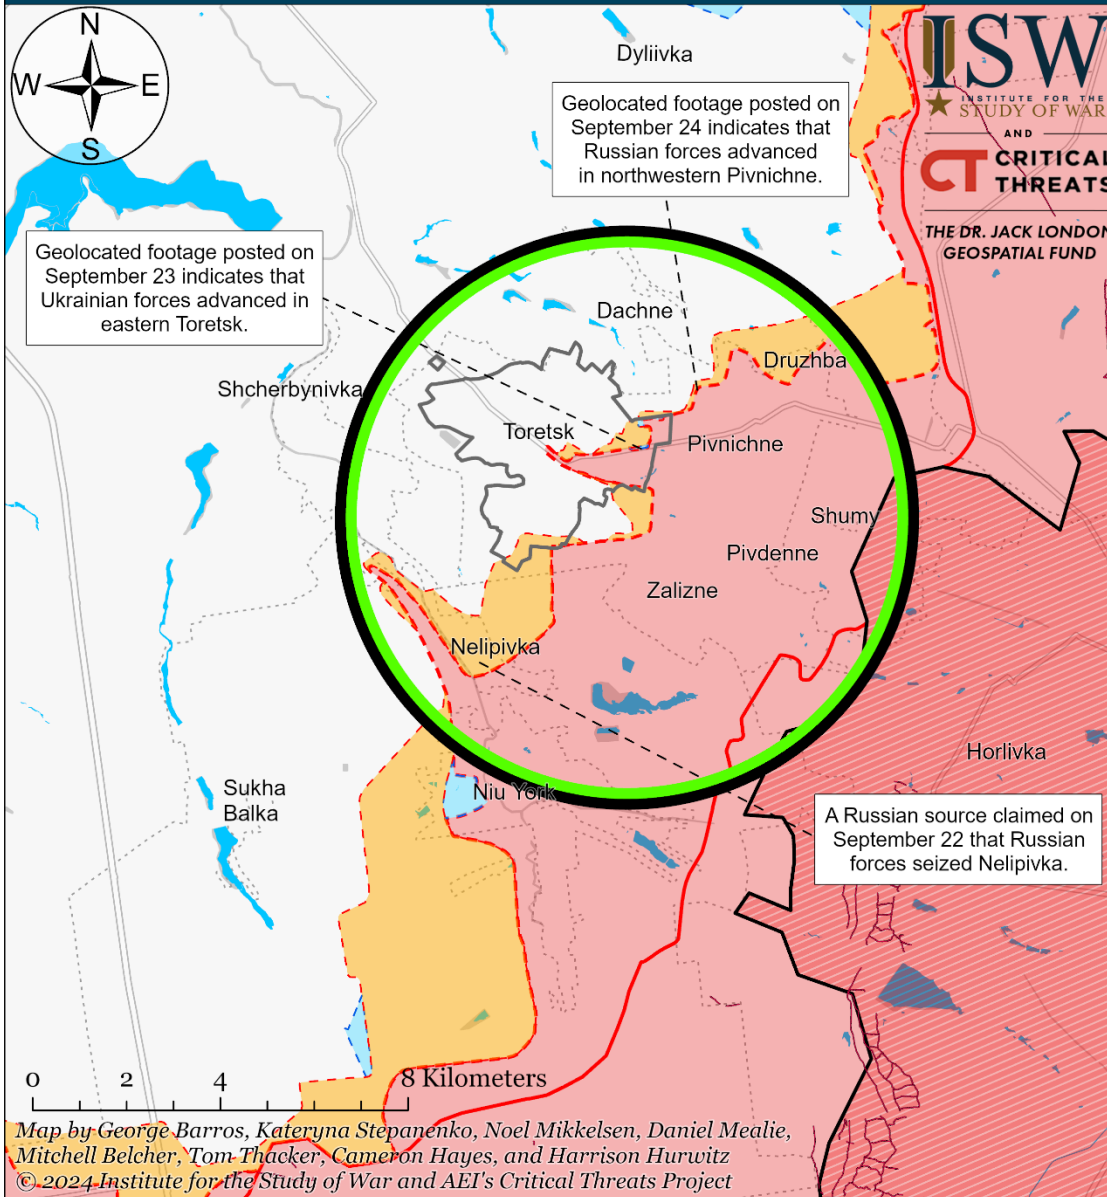 N
W
E
S
Dyliivka
ISW
INSTITUTE FOR THE
STUDY OF WAR
AND
CT CRITICAL
THREATS
THE DR. JACK LONDON
GEOSPATIAL FUND
Geolocated footage posted on
September 24 indicates that
Russian forces advanced
in northwestern Pivnichne.
Geolocated footage posted on
September 23 indicates that
Ukrainian forces advanced in
eastern Toretsk.
Dachne
Druzhba
Shcherbynivka
Toretsk
Pivnichne
Shumy
Pivdenne
Zalizne
Nelipivka
Horlivka
Niu York
Sukha
Balka
A Russian source claimed on
September 22 that Russian
forces seized Nelipivka.
0 2 4 8 Kilometers
Map by George Barros, Kateryna Stepanenko, Noel Mikkelsen, Daniel Mealie,
Mitchell Belcher, Tom Thacker, Cameron Hayes, and Harrison Hurwitz
© 2024 Institute for the Study of War and AEI's Critical Threats Project